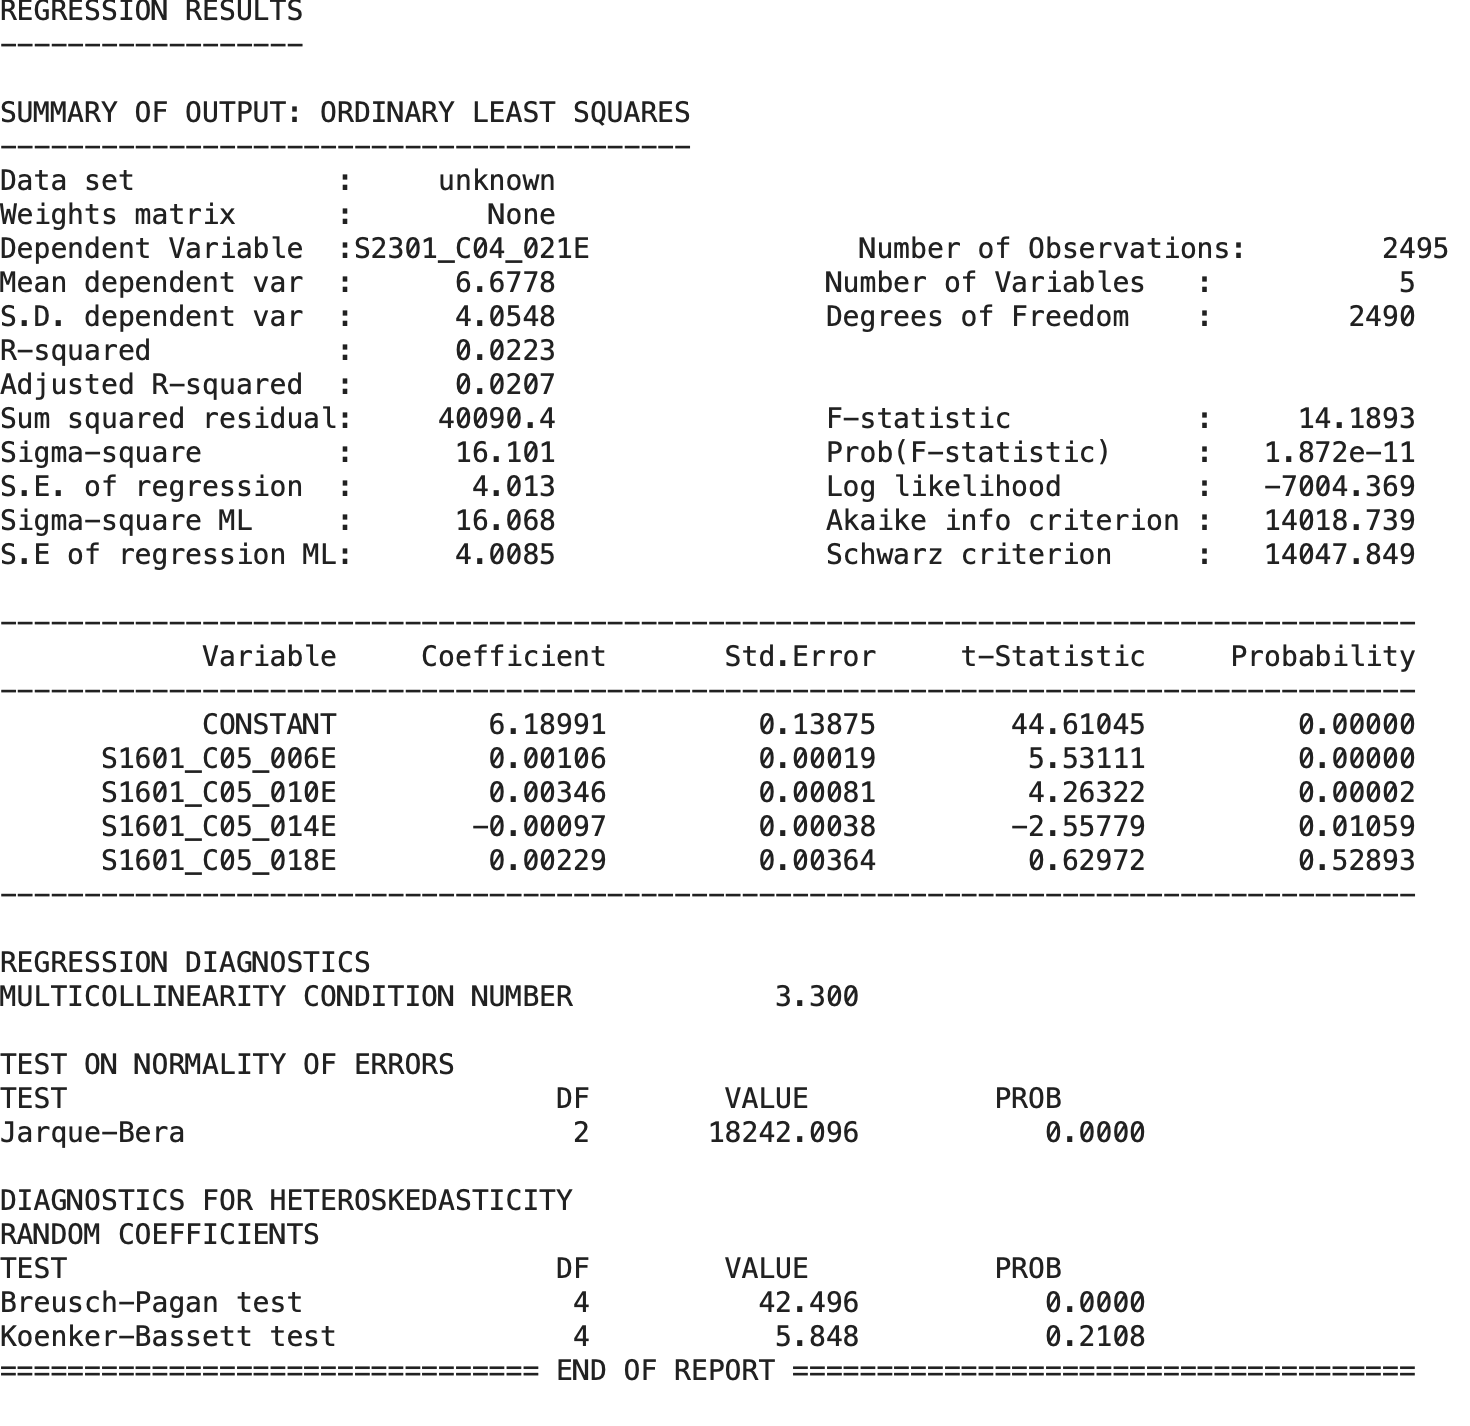 REGRESSION RESULTS
------------------
SUMMARY OF OUTPUT: ORDINARY LEAST SQUARES
-----------------------------------------
Data set            :     unknown
Weights matrix      :        None
Dependent Variable  :S2301_C04_021E                Number of Observations:        2495
Mean dependent var  :      6.6778                Number of Variables   :           5
S.D. dependent var  :      4.0548                Degrees of Freedom    :        2490
R-squared           :      0.0223
Adjusted R-squared  :      0.0207
Sum squared residual:     40090.4                F-statistic           :     14.1893
Sigma-square        :      16.101                Prob(F-statistic)     :   1.872e-11
S.E. of regression  :       4.013                Log likelihood        :   -7004.369
Sigma-square ML     :      16.068                Akaike info criterion :   14018.739
S.E of regression ML:      4.0085                Schwarz criterion     :   14047.849
------------------------------------------------------------------------------------
            Variable     Coefficient       Std.Error     t-Statistic     Probability
------------------------------------------------------------------------------------
            CONSTANT         6.18991         0.13875        44.61045         0.00000
      S1601_C05_006E         0.00106         0.00019         5.53111         0.00000
      S1601_C05_010E         0.00346         0.00081         4.26322         0.00002
      S1601_C05_014E        -0.00097         0.00038        -2.55779         0.01059
      S1601_C05_018E         0.00229         0.00364         0.62972         0.52893
------------------------------------------------------------------------------------
REGRESSION DIAGNOSTICS
MULTICOLLINEARITY CONDITION NUMBER            3.300
TEST ON NORMALITY OF ERRORS
TEST                             DF        VALUE           PROB
Jarque-Bera                       2       18242.096           0.0000
DIAGNOSTICS FOR HETEROSKEDASTICITY
RANDOM COEFFICIENTS
TEST                             DF        VALUE           PROB
Breusch-Pagan test                4          42.496           0.0000
Koenker-Bassett test              4           5.848           0.2108
================================ END OF REPORT =====================================